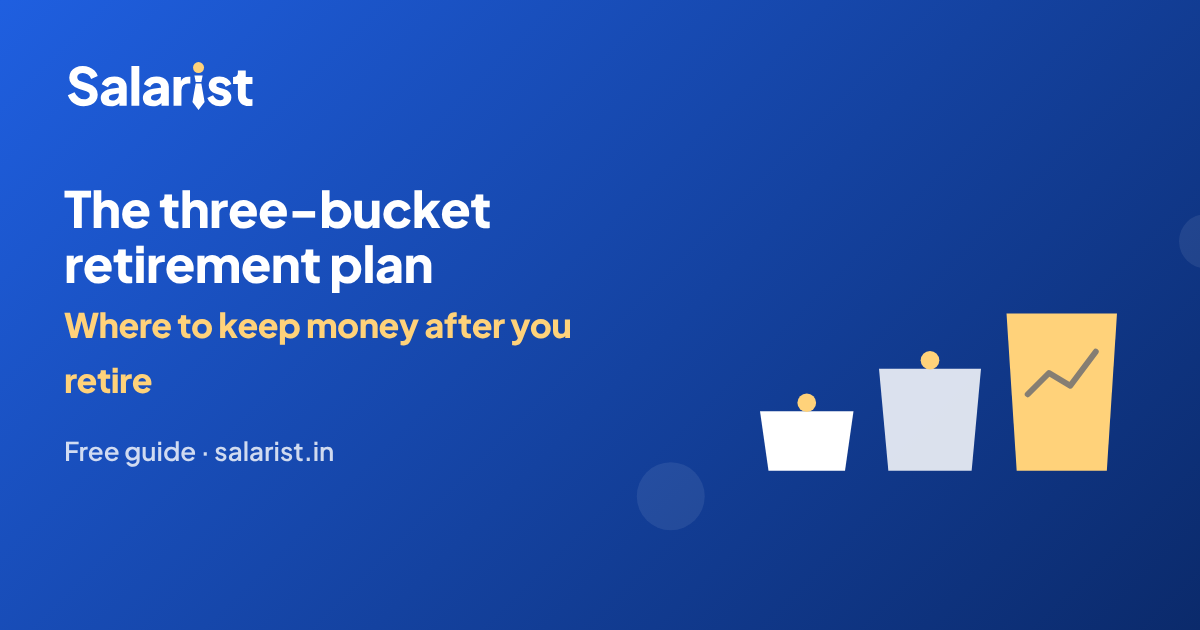 Salarist
The three-bucket
retirement plan
Where to keep money after you
retire
Free guide · salarist.in